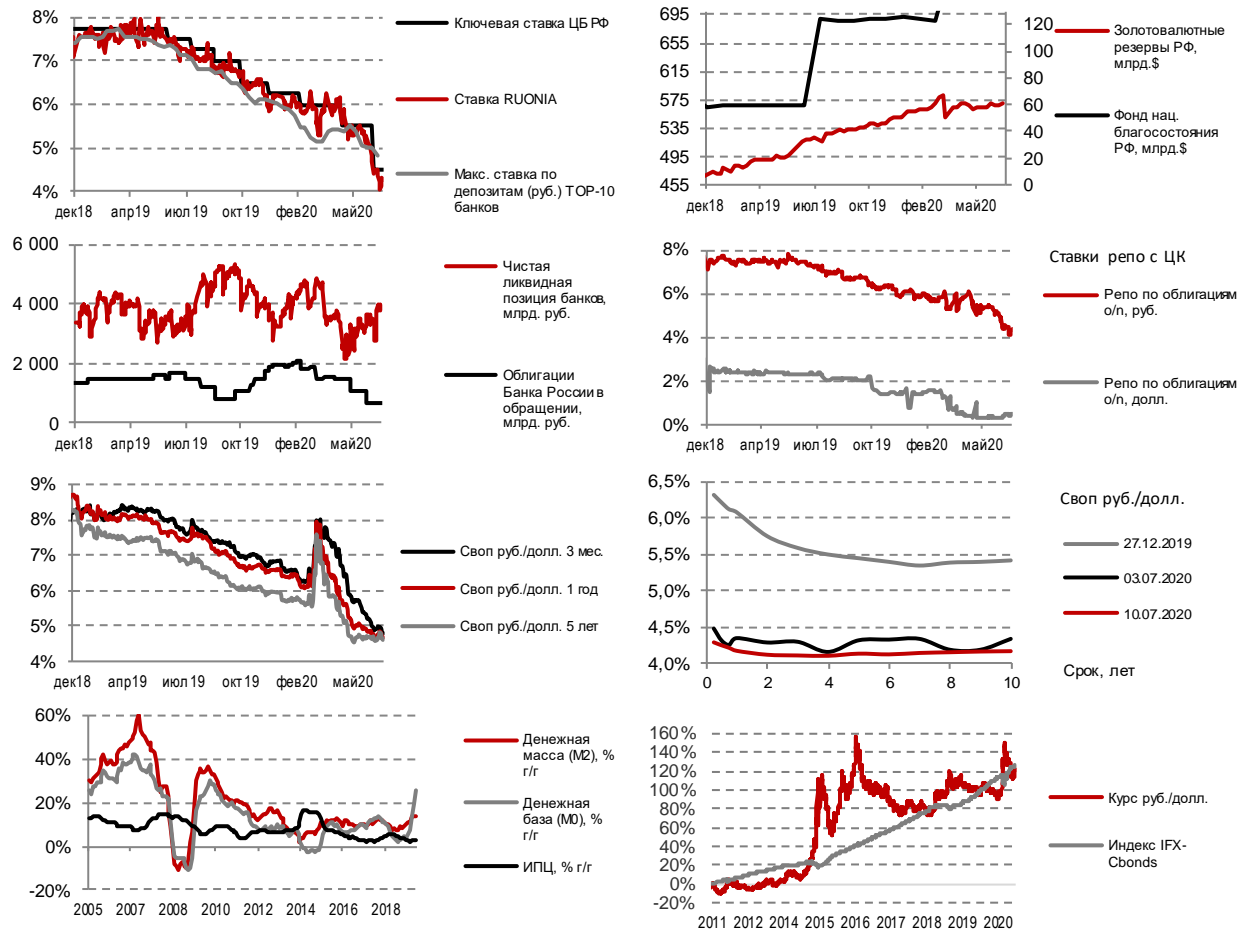 8%
7%
6%
5%
4%
дек18 апр19 июл19 окт19 фев20 май20
Ключевая ставка ЦБ РФ
Ставка RUONIA
Макс. ставка по
депозитам (руб.) TOP-10
банков
695
655
615
575
535
495
455
120
100
80
60
40
20
0
дек18 апр19 июл19 окт19 фев20 май20
Золотовалютные
резервы РФ,
млрд.$
Фонд нац.
благосостояния
РФ, млрд.$
6 000
4 000
2 000
0
дек18 апр19 июл19 окт19 фев20 май20
Чистая
ликвидная
позиция банков,
млрд. руб.
Облигации
Банка России в
обращении,
млрд. руб.
8%
6%
4%
2%
0%
дек18 апр19 июл19 окт19 фев20 май20
Ставки репо с ЦК
Репо по облигациям
o/n, руб.
Репо по облигациям
o/n, долл.
9%
8%
7%
6%
5%
4%
дек18 апр19 июл19 окт19 фев20 май20
Своп руб./долл. 3 мес.
Своп руб./долл. 1 год
Своп руб./долл. 5 лет
6,5%
6,0%
5,5%
5,0%
4,5%
4,0%
0 2 4 6 8 10
Своп руб./долл.
27.12.2019
03.07.2020
10.07.2020
Срок, лет
60%
40%
20%
0%
-20%
2005 2007 2008 2010 2012 2014 2016 2018
Денежная
масса (М2), %
г/г
Денежная
база (М0), %
г/г
ИПЦ, % г/г
160%
140%
120%
100%
80%
60%
40%
20%
0%
-20%
2011 2012 2014 2015 2016 2017 2018 2019 2020
Курс руб./долл.
Индекс IFX-
Cbonds